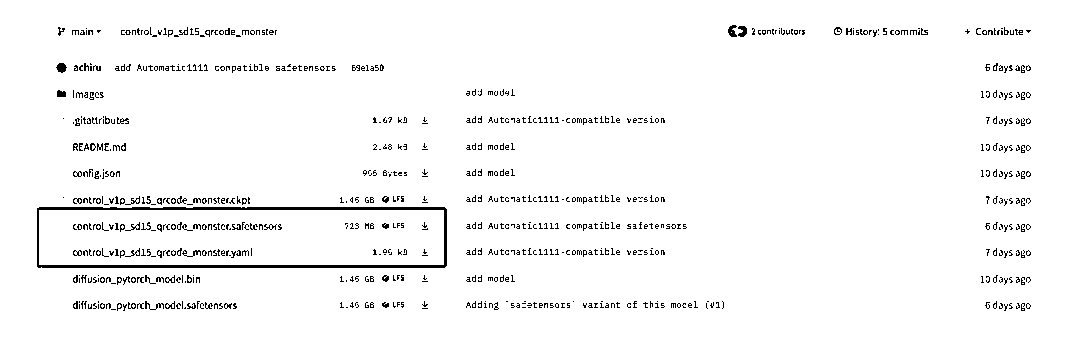 main control_v1p_sd15_qrcode_monster 2 contributors History: 5 commits + Contribute
achiru add Automatic1111 compatible safetensors 69e1a50 6 days ago
images add model 10 days ago
.gitattributes 1.67 kB add Automatic1111-compatible version 7 days ago
README.md 2.48 kB add model 10 days ago
config.json 966 Bytes add model 10 days ago
control_v1p_sd15_qrcode_monster.ckpt 1.46 GB LFS add Automatic1111-compatible version 7 days ago
control_v1p_sd15_qrcode_monster.safetensors 723 MB LFS add Automatic1111 compatible safetensors 6 days ago
control_v1p_sd15_qrcode_monster.yaml 1.95 kB add Automatic1111-compatible version 7 days ago
diffusion_pytorch_model.bin 1.46 GB LFS add model 10 days ago
diffusion_pytorch_model.safetensors 1.46 GB LFS Adding `safetensors` variant of this model (#1) 6 days ago